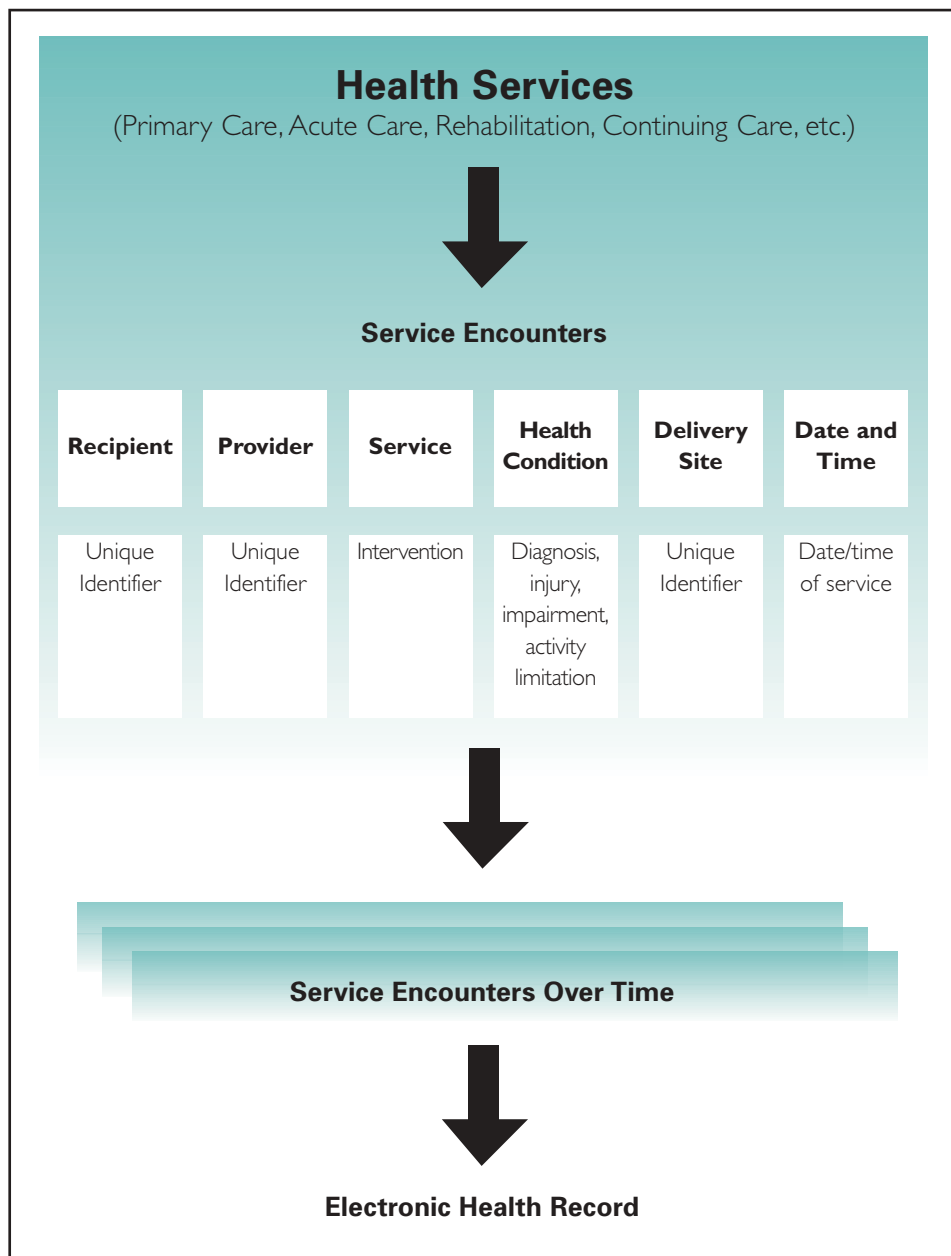 Health Services
(Primary Care, Acute Care, Rehabilitation, Continuing Care, etc.)
Service Encounters
Recipient
Provider
Service
Health
Condition
Delivery
Site
Date and
Time
Unique
Identifier
Unique
Identifier
Intervention
Diagnosis,
injury,
impairment,
activity
limitation
Unique
Identifier
Date/time
of service
Service Encounters Over Time
Electronic Health Record